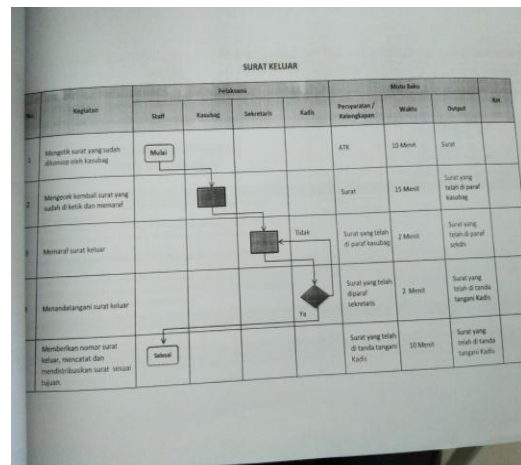 SURAT KELUAR
No
Kegiatan
Pelaksana
Mutu Baku
Ket
Staff
Kasubag
Sekretaris
Kadis
Persyaratan /
Kelengkapan
Waktu
Output
1
Mengetik surat yang sudah
dikonsep oleh Kasubag
Mulai
ATK
10 Menit
Surat
2
Mengecek kembali surat yang
sudah di ketik dan memaraf
Surat
15 Menit
Surat yang
telah di paraf
kasubag
Memaraf surat keluar
Tidak
Surat yang telah
di paraf kasubag
2 Menit
Surat yang
telah di paraf
sekdis
Menandatangani surat keluar
Ya
Surat yang telah
diparaf
sekretaris
2 Menit
Surat yang
telah di tanda
tangani Kadis
Memberikan nomor surat
keluar, mencatat dan
mendistribusikan surat sesuai
tujuan.
Selesai
Surat yang telah
di tanda tangani
Kadis
10 Menit
Surat yang
telah di tanda
tangani Kadis